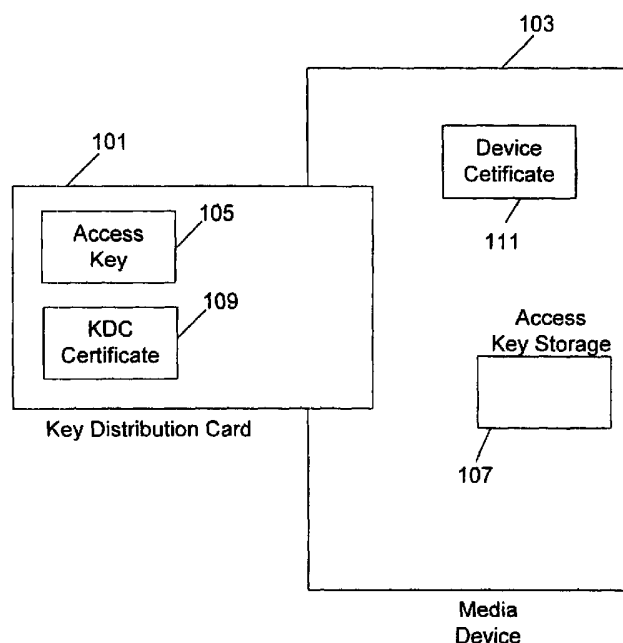 103
101
Device
Cetificate
105
Access
Key
111
109
KDC
Certificate
Access
Key Storage
Key Distribution Card
107
Media
Device